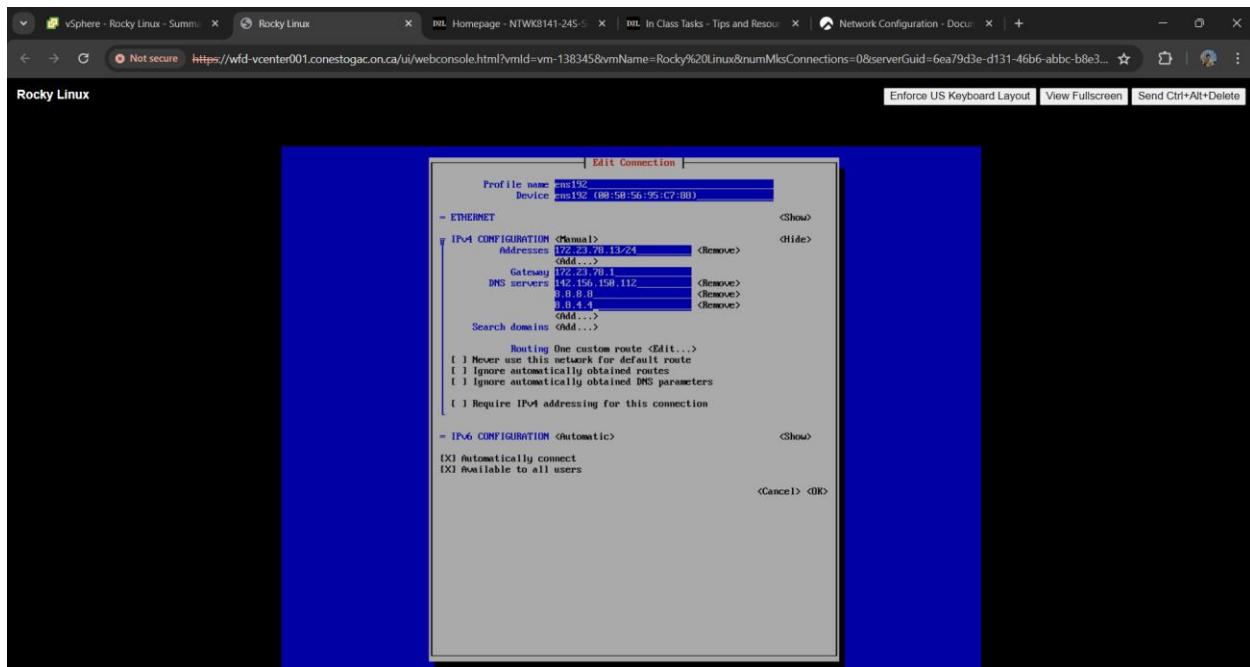 vSphere - Rocky Linux - Summa
Rocky Linux
D2L Homepage - NTWK8141-24S-S
D2L In Class Tasks - Tips and Resour
Network Configuration - Docum
Not secure https://wfd-vcenter001.conestogac.on.ca/ui/webconsole.html?vmId=vm-138345&vmName=Rocky%20Linux&numMksConnections=0&serverGuid=6ea79d3e-d131-46b6-abbc-b8e3...
Rocky Linux
Enforce US Keyboard Layout View Fullscreen Send Ctrl+Alt+Delete
Edit Connection
Profile name ens192
Device ens192 (00:50:56:95:C7:BB)
= ETHERNET <Show>
IPv4 CONFIGURATION <Manual> <Hide>
Addresses 172.23.78.13/24 <Remove>
<Add...>
Gateway 172.23.78.1
DNS servers 142.156.150.112 <Remove>
8.8.8.8 <Remove>
8.8.4.4 <Remove>
<Add...>
Search domains <Add...>
Routing One custom route <Edit...>
[ ] Never use this network for default route
[ ] Ignore automatically obtained routes
[ ] Ignore automatically obtained DNS parameters
[ ] Require IPv4 addressing for this connection
= IPv6 CONFIGURATION <Automatic> <Show>
[X] Automatically connect
[X] Available to all users
<Cancel> <OK>